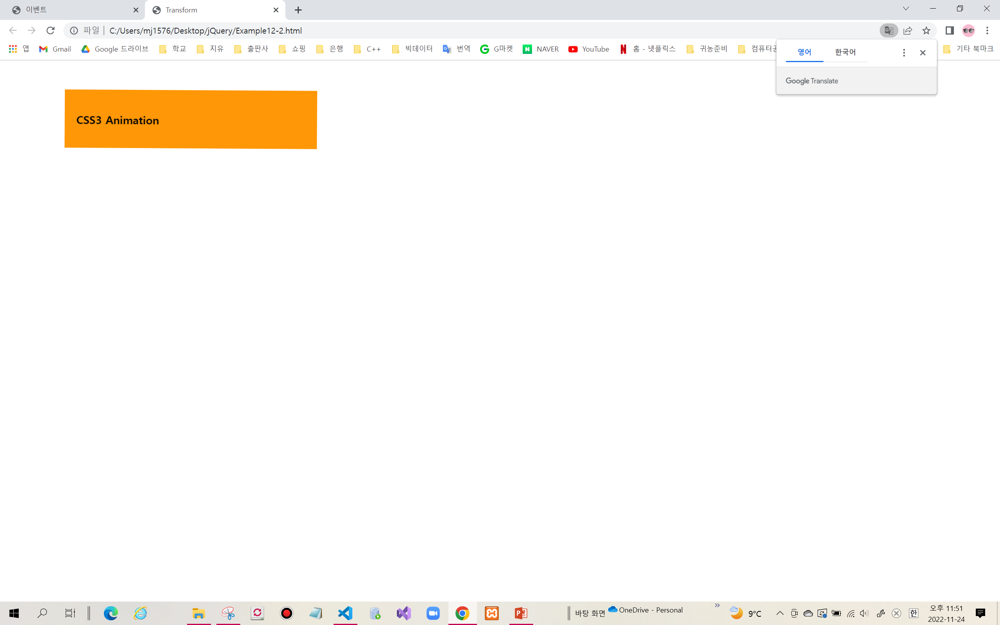 이벤트
Transform
파일
C:/Users/mj1576/Desktop/jQuery/Example12-2.html
앱 Gmail Google 드라이브 학교 지유 출판사 쇼핑 은행 C++ 빅데이터 번역 G마켓 NAVER YouTube 홈 - 넷플릭스 귀농준비 기타 북마크
영어 한국어
Google Translate
CSS3 Animation
바탕 화면 OneDrive - Personal
9°C
한
오후 11:51
2022-11-24